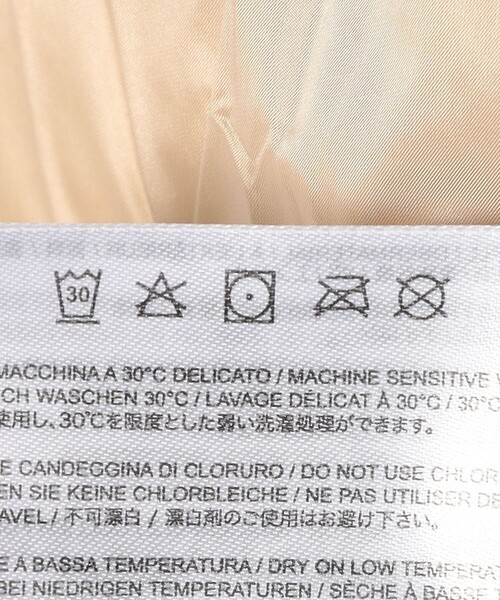 30
MACCHINA A 30°C DELICATO / MACHINE SENSITIVE
CH WASCHEN 30°C / LAVAGE DÉLICAT À 30°C / 30°C
使用し、30℃を限度とした弱い洗濯処理ができます。
E CANDEGGINA DI CLORURO / DO NOT USE CHLOR
EN SIE KEINE CHLORBLEICHE / NE PAS UTILISER DE
AVEL / 不可漂白 / 漂白剤のご使用はお避け下さい。
E A BASSA TEMPERATURA / DRY ON LOW TEMPERAT
BEI NIEDRIGEN TEMPERATUREN / SÈCHE À BASSE T